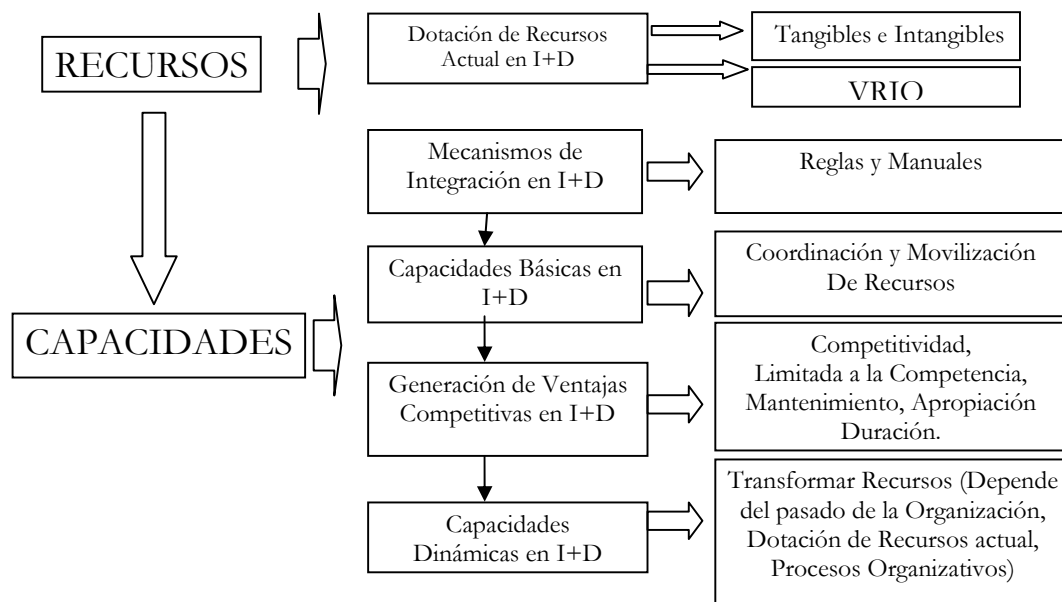 RECURSOS
Dotación de Recursos
Actual en I+D
Tangibles e Intangibles
VRIO
Mecanismos de
Integración en I+D
Reglas y Manuales
Capacidades Básicas en
I+D
Coordinación y Movilización
De Recursos
CAPACIDADES
Generación de Ventajas
Competitivas en I+D
Competitividad,
Limitada a la Competencia,
Mantenimiento, Apropiación
Duración.
Capacidades
Dinámicas en I+D
Transformar Recursos (Depende
del pasado de la Organización,
Dotación de Recursos actual,
Procesos Organizativos)